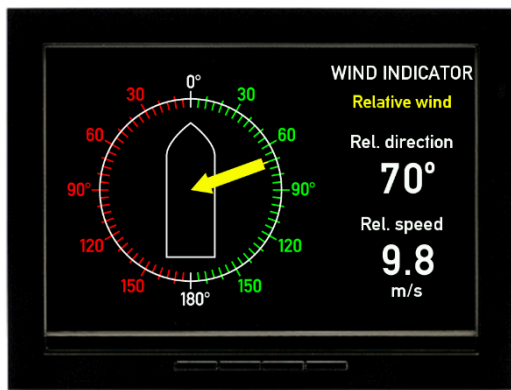 WIND INDICATOR
Relative wind
Rel. direction
70°
Rel. speed
9.8
m/s
0°
30 30
60 60
90° 90°
120 120
150 150
180°